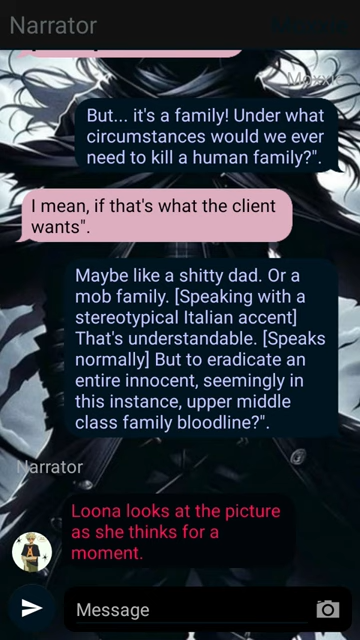 Narrator
Moxxie
But... it's a family! Under what
circumstances would we ever
need to kill a human family?".
I mean, if that's what the client
wants".
Maybe like a shitty dad. Or a
mob family. [Speaking with a
stereotypical Italian accent]
That's understandable. [Speaks
normally] But to eradicate an
entire innocent, seemingly in
this instance, upper middle
class family bloodline?".
Narrator
Loona looks at the picture
as she thinks for a
moment.
Message